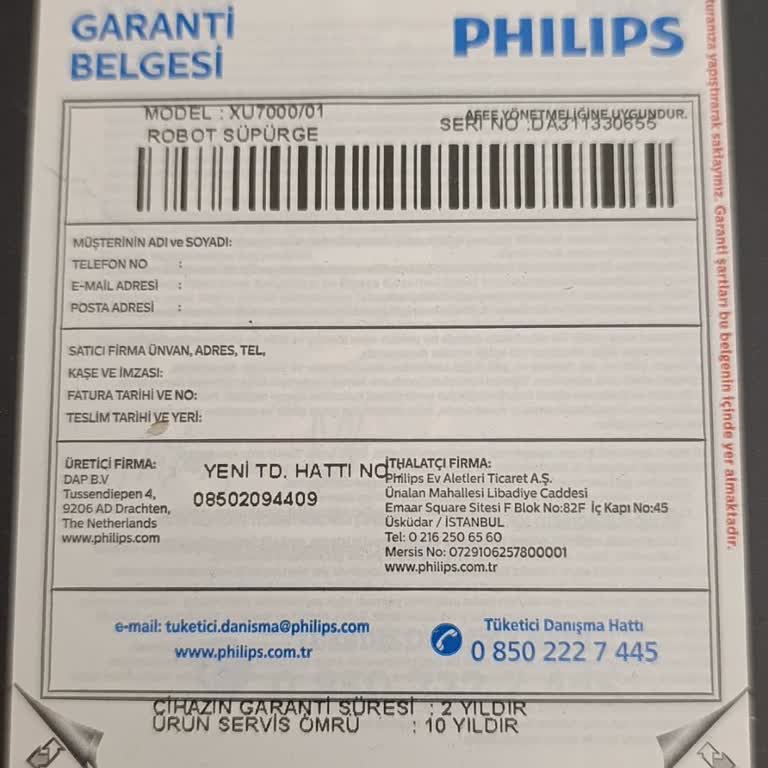 GARANTİ
BELGESİ
PHILIPS
MODEL : XU7000/01
AEEE YÖNETMELİĞİNE UYGUNDUR.
ROBOT SÜPÜRGE
SERİ NO :DA311330655
MÜŞTERİNİN ADI ve SOYADI:
TELEFON NO :
E-MAIL ADRESİ :
POSTA ADRESİ :
SATICI FİRMA ÜNVAN, ADRES, TEL,
KAŞE VE İMZASI:
FATURA TARİHİ VE NO:
TESLİM TARİHİ VE YERİ:
ÜRETİCİ FİRMA:
DAP B.V
Tussendiepen 4,
9206 AD Drachten,
The Netherlands
www.philips.com
YENİ TD. HATTI NO
08502094409
İTHALATÇI FİRMA:
Philips Ev Aletleri Ticaret A.Ş.
Ünalan Mahallesi Libadiye Caddesi
Emaar Square Sitesi F Blok No:82F İç Kapı No:45
Üsküdar / İSTANBUL
Tel: 0 216 250 65 60
Mersis No: 0729106257800001
www.philips.com.tr
e-mail: tuketici.danisma@philips.com
www.philips.com.tr
Tüketici Danışma Hattı
0 850 222 7 445
CİHAZIN GARANTİ SÜRESİ : 2 YILDIR
ÜRÜN SERVİS ÖMRÜ : 10 YILDIR
yapıştırarak saklayınız. Garanti şartları bu belgenin içinde yer almaktadır.